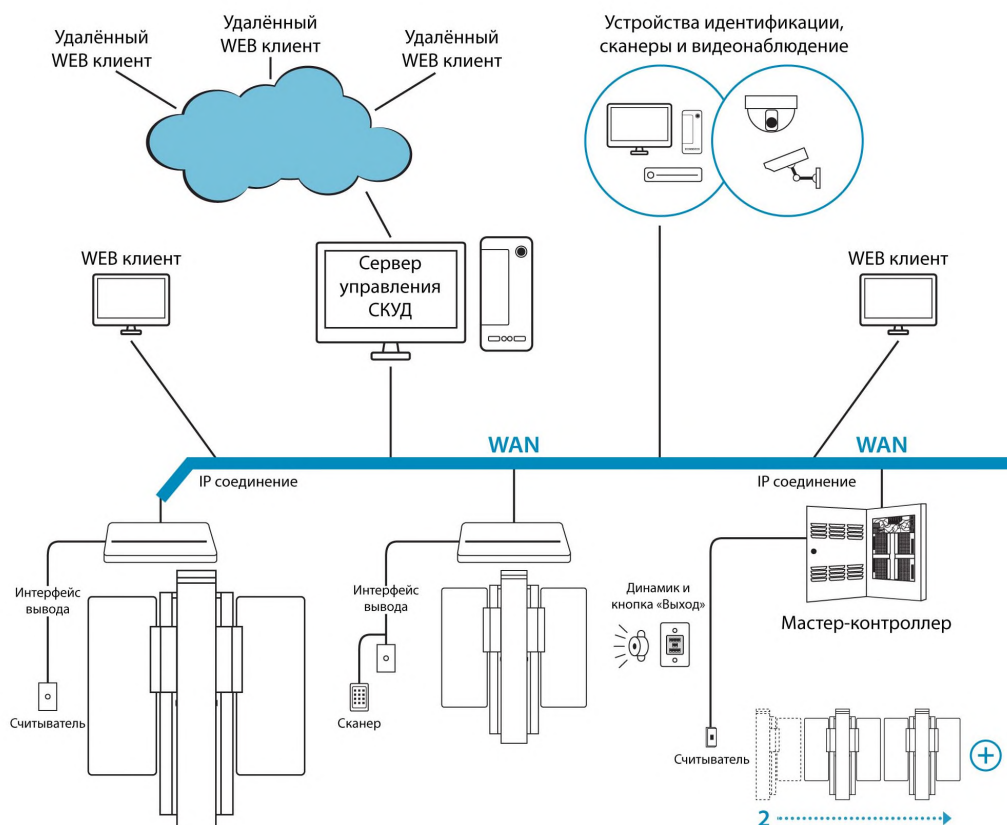 Удалённый
WEB клиент
Удалённый
WEB клиент
Удалённый
WEB клиент
Устройства идентификации,
сканеры и видеонаблюдение
WEB клиент
Сервер
управления
СКУД
WEB клиент
WAN
WAN
IP соединение
IP соединение
Интерфейс
вывода
Интерфейс
вывода
Динамик и
кнопка «Выход»
Мастер-контроллер
Считыватель
Сканер
Считыватель
2